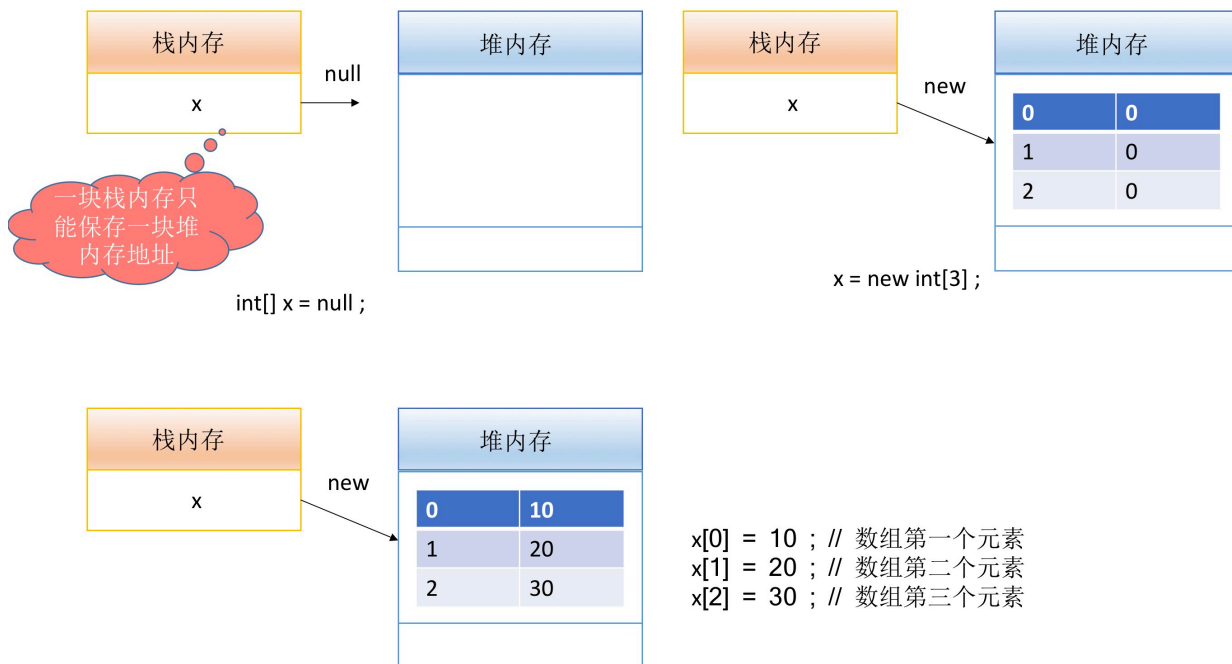 栈内存
x
null
堆内存
一块栈内存只
能保存一块堆
内存地址
int[] x = null ;
栈内存
x
new
堆内存
0 0
1 0
2 0
x = new int[3] ;
栈内存
x
new
堆内存
0 10
1 20
2 30
x[0] = 10 ; // 数组第一个元素
x[1] = 20 ; // 数组第二个元素
x[2] = 30 ; // 数组第三个元素